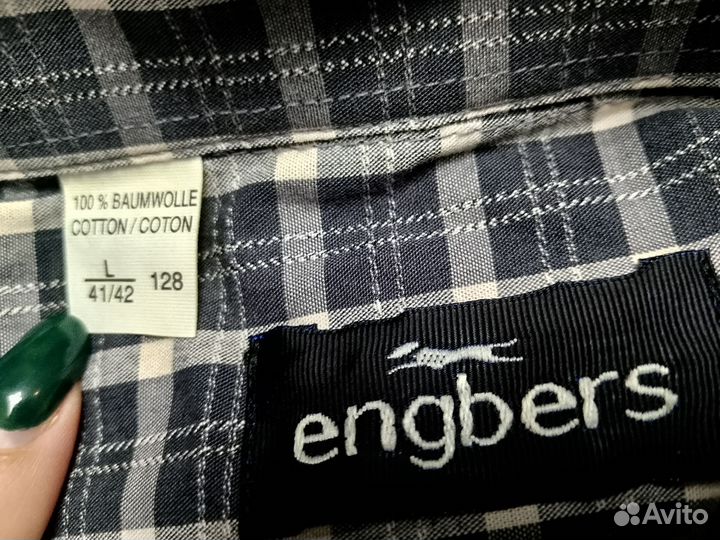 100 % BAUMWOLLE
COTTON / COTON
L
41/42
128
engbers
Avito